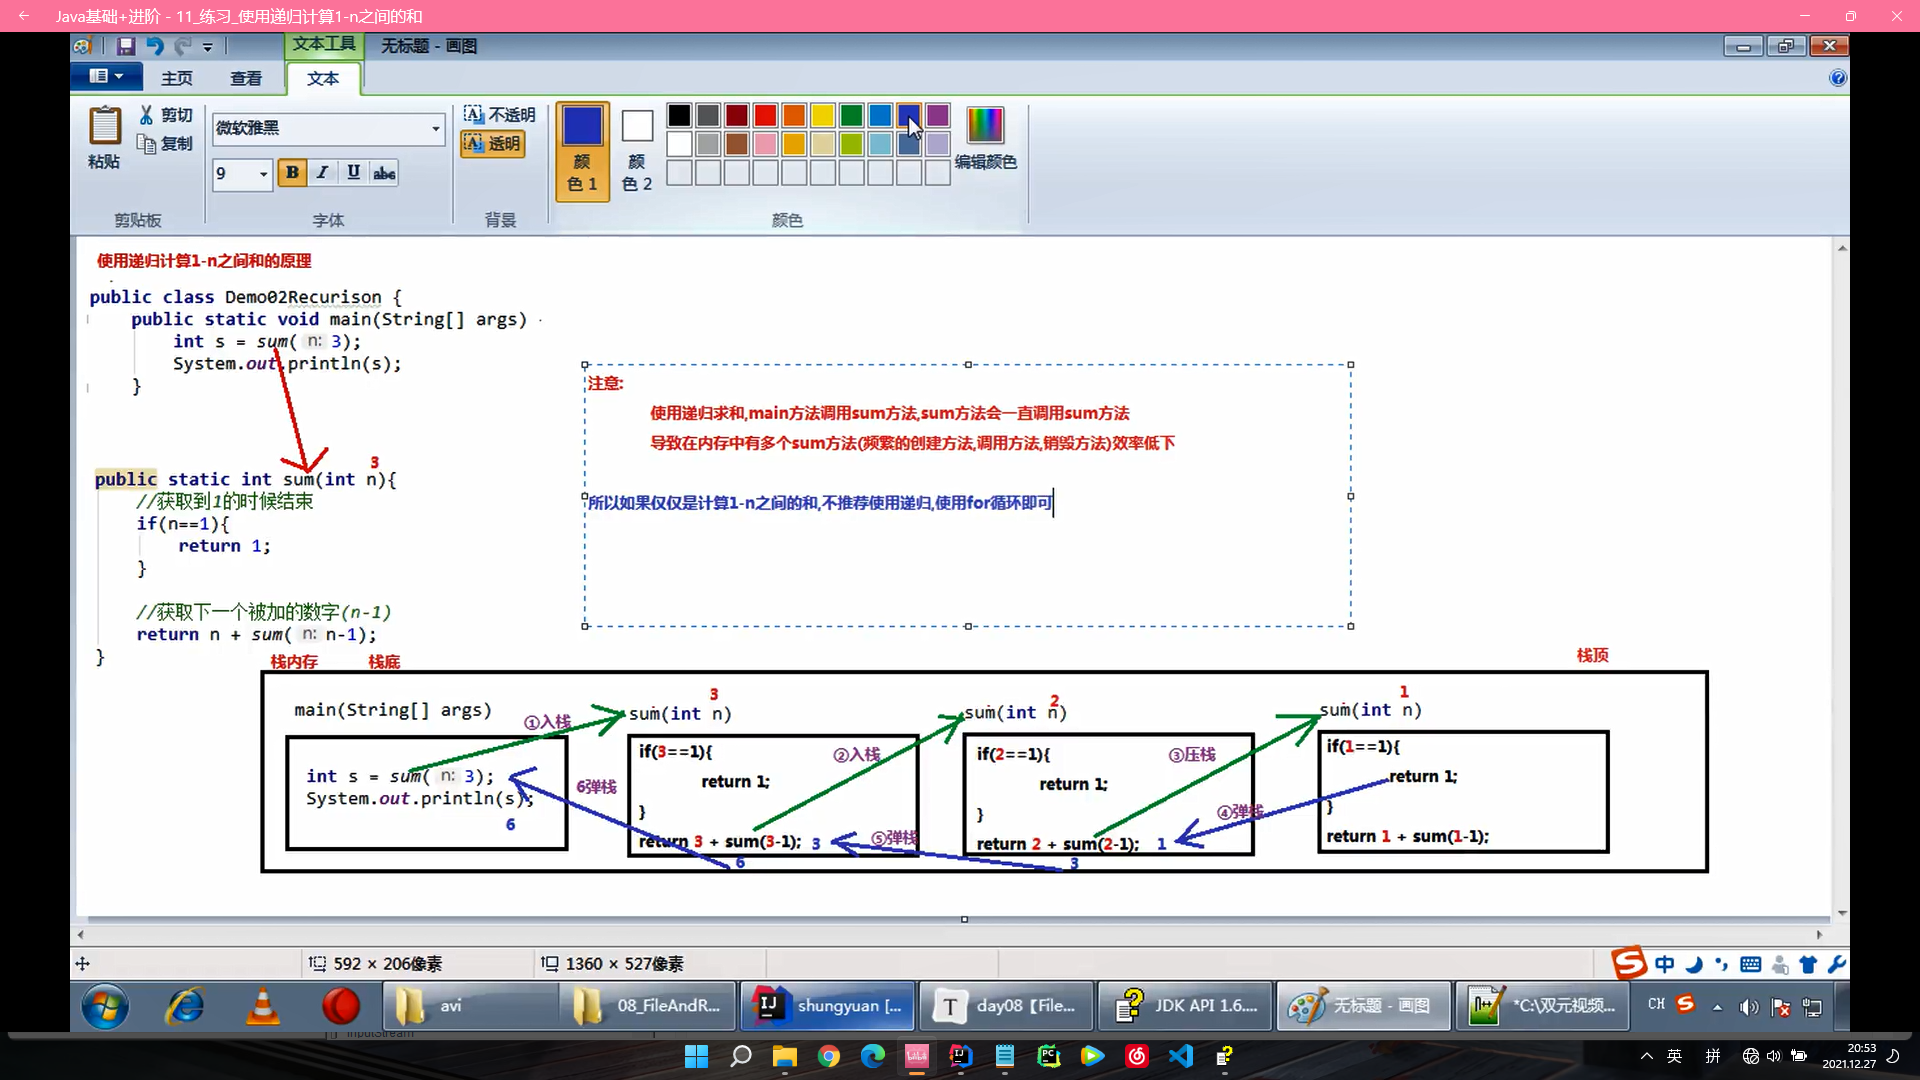 Java基础+进阶 - 11_练习_使用递归计算1-n之间的和
文本工具
无标题 - 画图
主页
查看
文本
粘贴
剪切
复制
剪贴板
微软雅黑
9
B I U abc
字体
不透明
透明
背景
颜色 1
颜色 2
编辑颜色
颜色
使用递归计算1-n之间和的原理
public class Demo02Recurison {
public static void main(String[] args)
int s = sum( n: 3);
System.out.println(s);
}
3
public static int sum(int n){
//获取到1的时候结束
if(n==1){
return 1;
}
//获取下一个被加的数字(n-1)
return n + sum( n: n-1);
}
注意:
使用递归求和,main方法调用sum方法,sum方法会一直调用sum方法
导致在内存中有多个sum方法(频繁的创建方法,调用方法,销毁方法)效率低下
所以如果仅仅是计算1-n之间的和,不推荐使用递归,使用for循环即可
栈内存
栈底
栈顶
main(String[] args)
int s = sum( n: 3);
System.out.println(s);
6
①入栈
6弹栈
3
sum(int n)
if(3==1){
return 1;
}
return 3 + sum(3-1); 3
6
②入栈
⑤弹栈
2
sum(int n)
if(2==1){
return 1;
}
return 2 + sum(2-1); 1
3
③压栈
④弹栈
1
sum(int n)
if(1==1){
return 1;
}
return 1 + sum(1-1);
592 × 206像素
1360 × 527像素
中
avi
08_FileAndR...
shungyuan [...
day08【File...
JDK API 1.6....
无标题 - 画图
*C:\双元视频...
CH
InputStream
英
拼
20:53
2021.12.27